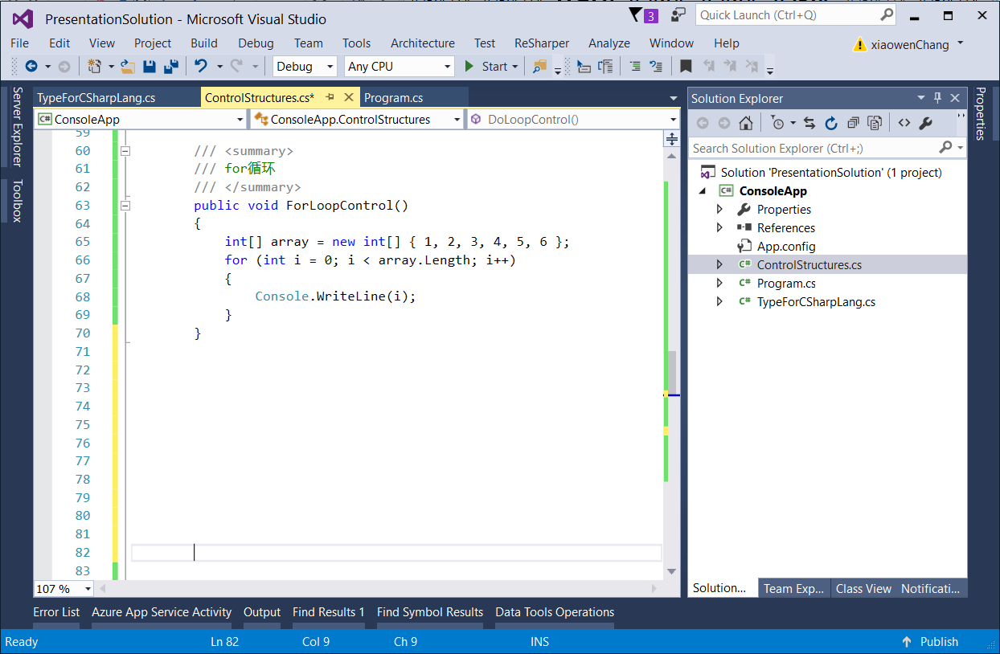 PresentationSolution - Microsoft Visual Studio
3
Quick Launch (Ctrl+Q)
File Edit View Project Build Debug Team Tools Architecture Test ReSharper Analyze Window Help
xiaowenChang
Debug Any CPU Start
Server Explorer
Toolbox
TypeForCSharpLang.cs ControlStructures.cs* Program.cs
C# ConsoleApp ConsoleApp.ControlStructures DoLoopControl()
59
60 /// <summary>
61 /// for循环
62 /// </summary>
63 public void ForLoopControl()
64 {
65 int[] array = new int[] { 1, 2, 3, 4, 5, 6 };
66 for (int i = 0; i < array.Length; i++)
67 {
68 Console.WriteLine(i);
69 }
70 }
71
72
73
74
75
76
77
78
79
80
81
82
83
107 %
Solution Explorer
Search Solution Explorer (Ctrl+;)
Solution 'PresentationSolution' (1 project)
C# ConsoleApp
Properties
References
App.config
C# ControlStructures.cs
C# Program.cs
C# TypeForCSharpLang.cs
Solution... Team Exp... Class View Notificati...
Properties
Error List Azure App Service Activity Output Find Results 1 Find Symbol Results Data Tools Operations
Ready Ln 82 Col 9 Ch 9 INS Publish